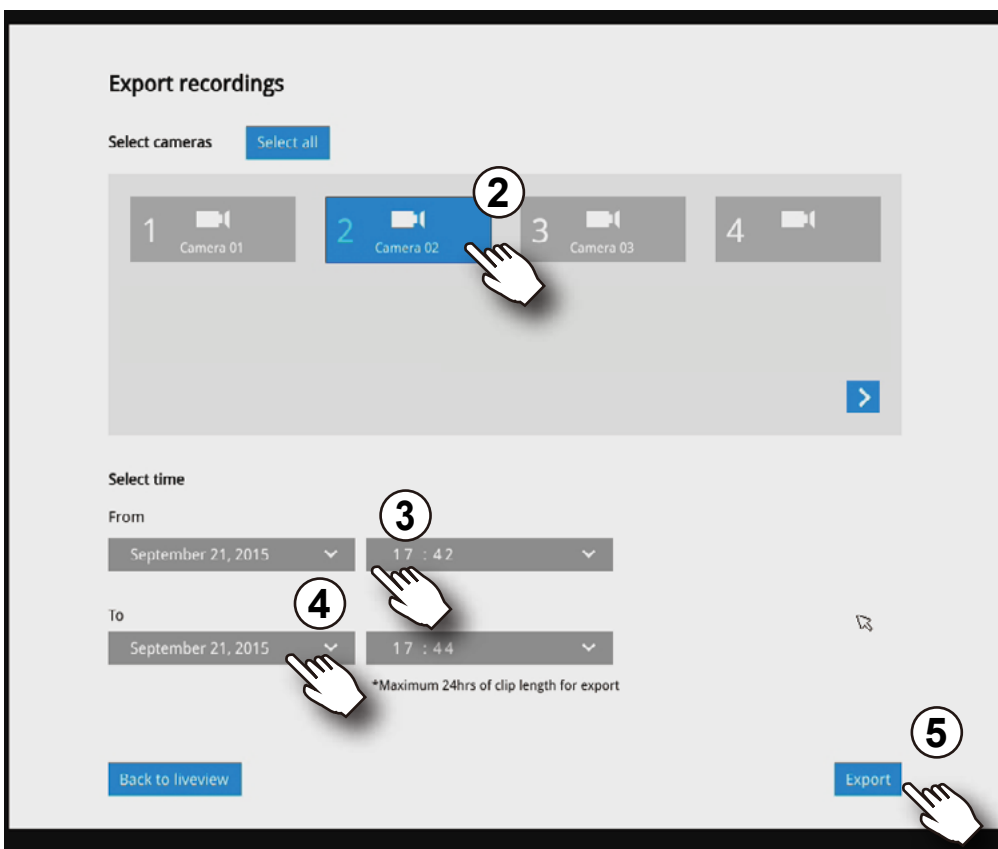 Export recordings
Select cameras Select all
2
1 Camera 01
2 Camera 02
3 Camera 03
4
Select time
From
3
September 21, 2015 17 : 42
4
To
September 21, 2015 17 : 44
*Maximum 24hrs of clip length for export
5
Back to liveview Export